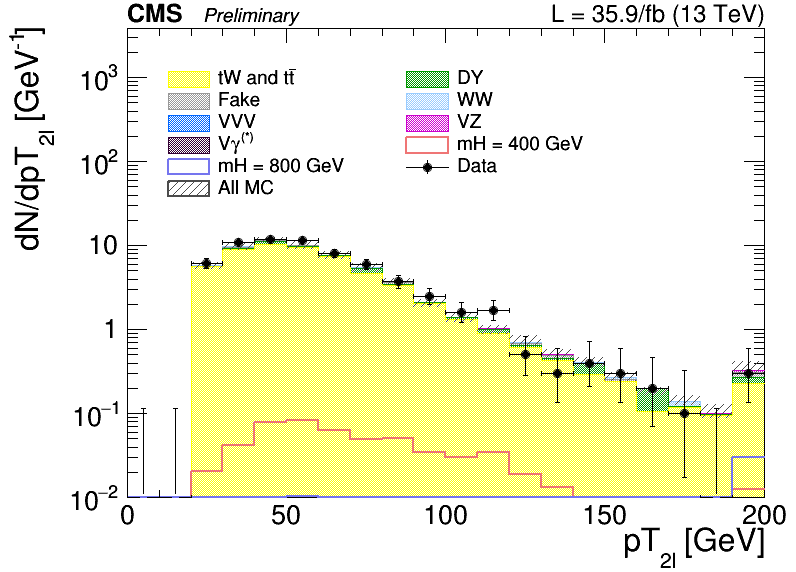 CMS Preliminary L = 35.9/fb (13 TeV)
dN/dpT2l [GeV-1]
10³
10²
10
1
10⁻¹
10⁻²
tW and tt̄
Fake
VVV
Vγ(*)
mH = 800 GeV
All MC
DY
WW
VZ
mH = 400 GeV
Data
0 50 100 150 200
pT2l [GeV]